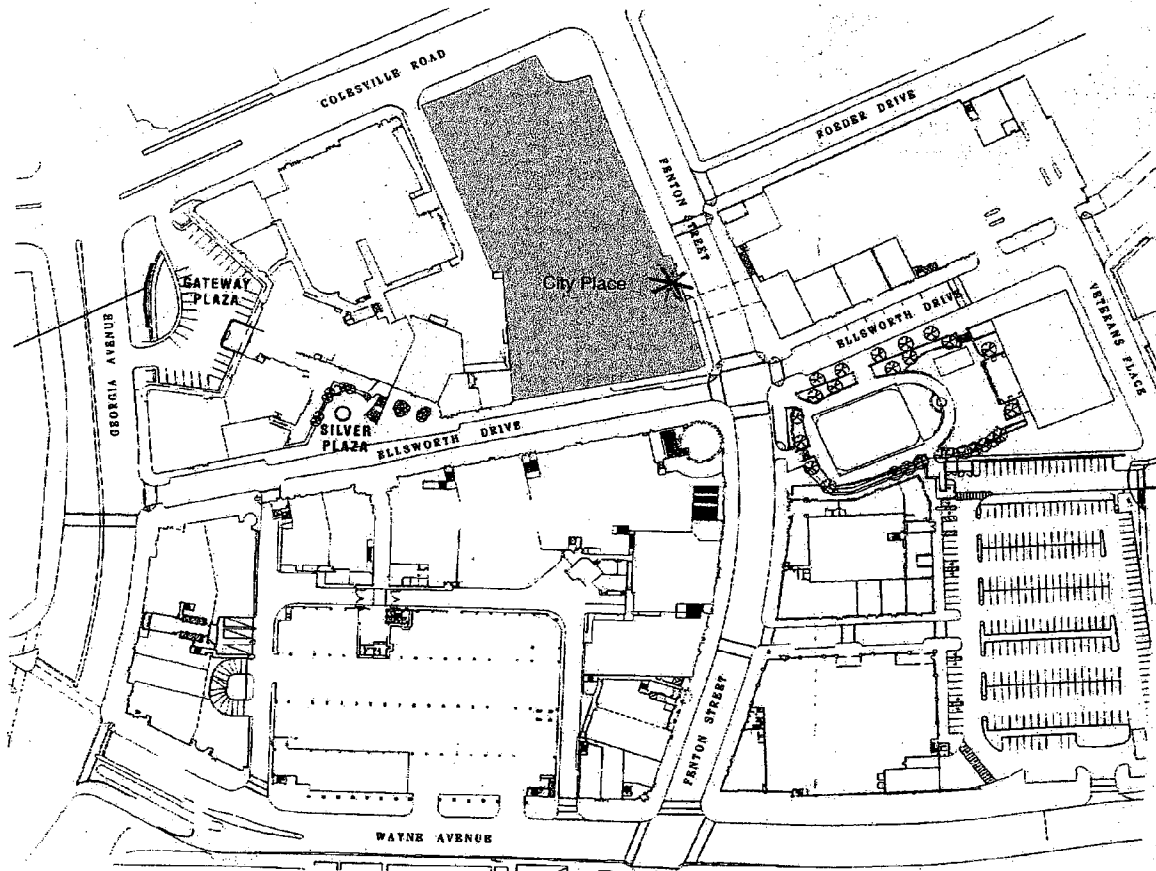 COLESVILLE ROAD
ROEDER DRIVE
FENTON STREET
City Place
GATEWAY
PLAZA
GEORGIA AVENUE
ELLSWORTH DRIVE
VETERANS PLACE
SILVER
PLAZA
ELLSWORTH DRIVE
FENTON STREET
WAYNE AVENUE